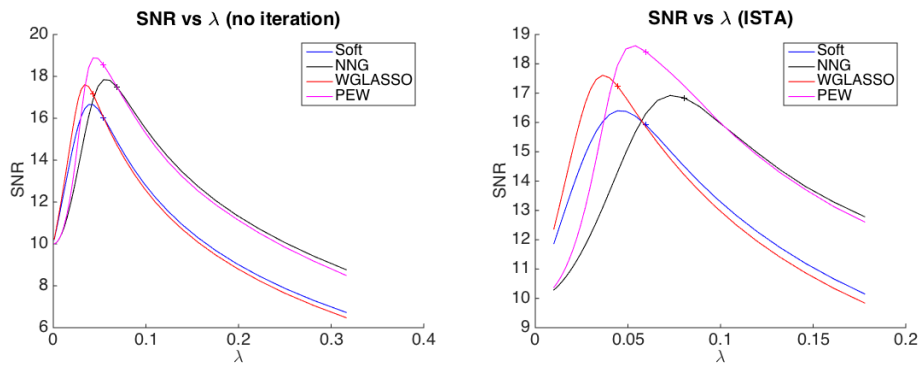 SNR vs λ (no iteration)
20
18
16
14
12
10
8
6
SNR
0
0.1
0.2
0.3
0.4
λ
Soft
NNG
WGLASSO
PEW
SNR vs λ (ISTA)
19
18
17
16
15
14
13
12
11
10
9
SNR
0
0.05
0.1
0.15
0.2
λ
Soft
NNG
WGLASSO
PEW